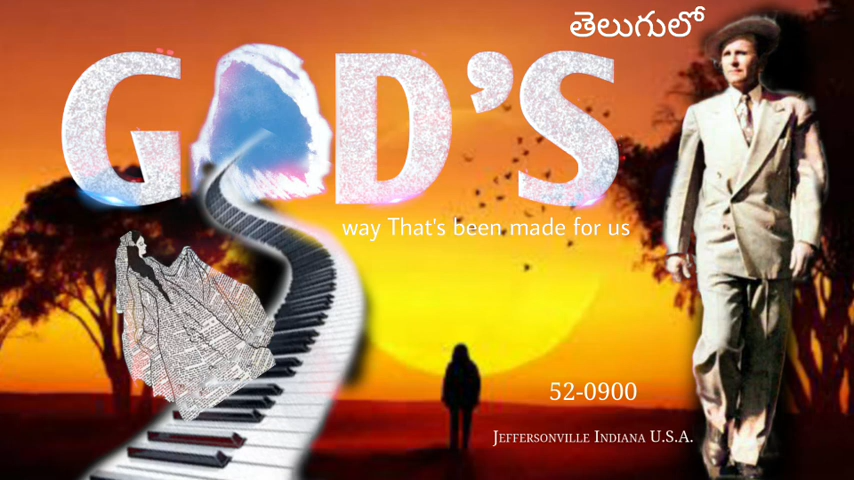 తెలుగులో
GOD'S
way That's been made for us
52-0900
Jeffersonville Indiana U.S.A.